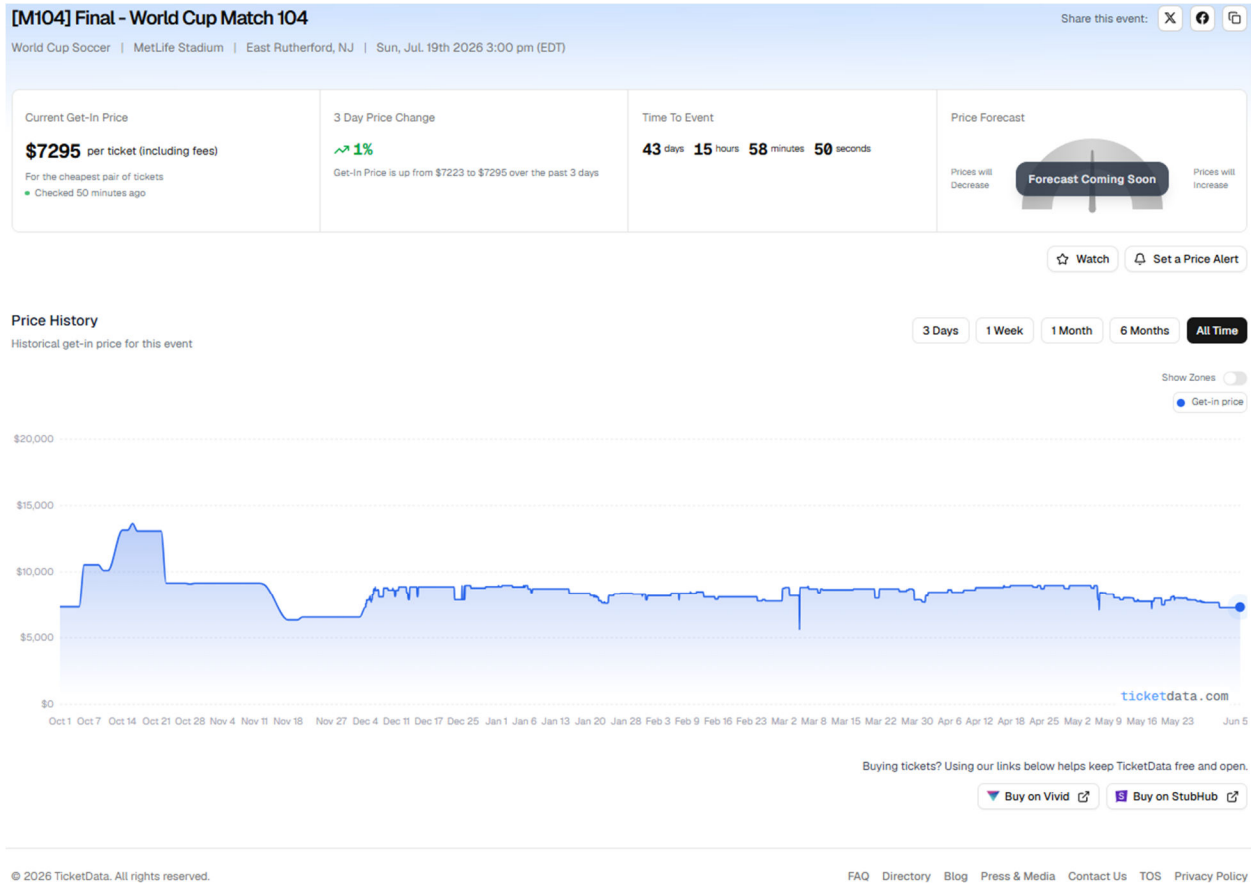 [M104] Final - World Cup Match 104
Share this event:
World Cup Soccer | MetLife Stadium | East Rutherford, NJ | Sun, Jul. 19th 2026 3:00 pm (EDT)
Current Get-In Price
$7295 per ticket (including fees)
For the cheapest pair of tickets
Checked 50 minutes ago
3 Day Price Change
1%
Get-In Price is up from $7223 to $7295 over the past 3 days
Time To Event
43 days 15 hours 58 minutes 50 seconds
Price Forecast
Prices will
Decrease
Forecast Coming Soon
Prices will
Increase
Watch
Set a Price Alert
Price History
Historical get-in price for this event
3 Days
1 Week
1 Month
6 Months
All Time
Show Zones
Get-in price
$20,000
$15,000
$10,000
$5,000
$0
ticketdata.com
Oct 1 Oct 7 Oct 14 Oct 21 Oct 28 Nov 4 Nov 11 Nov 18 Nov 27 Dec 4 Dec 11 Dec 17 Dec 25 Jan 1 Jan 6 Jan 13 Jan 20 Jan 28 Feb 3 Feb 9 Feb 16 Feb 23 Mar 2 Mar 8 Mar 15 Mar 22 Mar 30 Apr 6 Apr 12 Apr 18 Apr 25 May 2 May 9 May 16 May 23 Jun 5
Buying tickets? Using our links below helps keep TicketData free and open.
Buy on Vivid
Buy on StubHub
© 2026 TicketData. All rights reserved.
FAQ Directory Blog Press & Media Contact Us TOS Privacy Policy